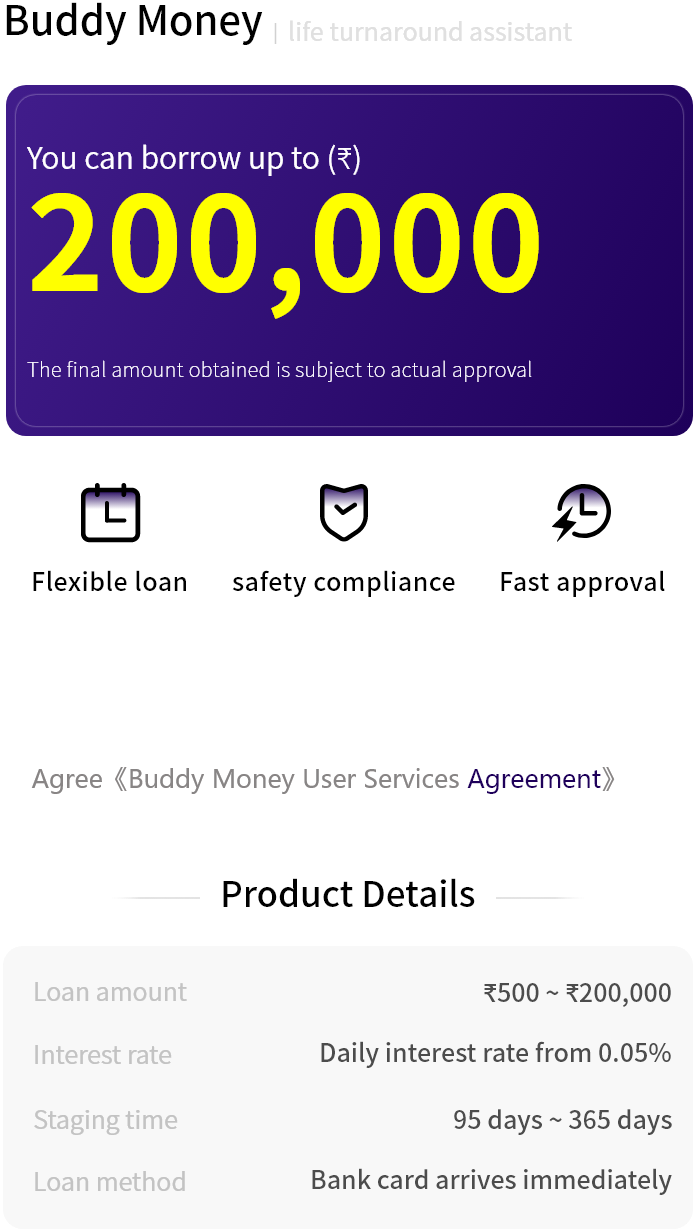 Buddy Money | life turnaround assistant
You can borrow up to (₹)
200,000
The final amount obtained is subject to actual approval
Flexible loan safety compliance Fast approval
Agree《Buddy Money User Services Agreement》
Product Details
Loan amount ₹500 ~ ₹200,000
Interest rate Daily interest rate from 0.05%
Staging time 95 days ~ 365 days
Loan method Bank card arrives immediately